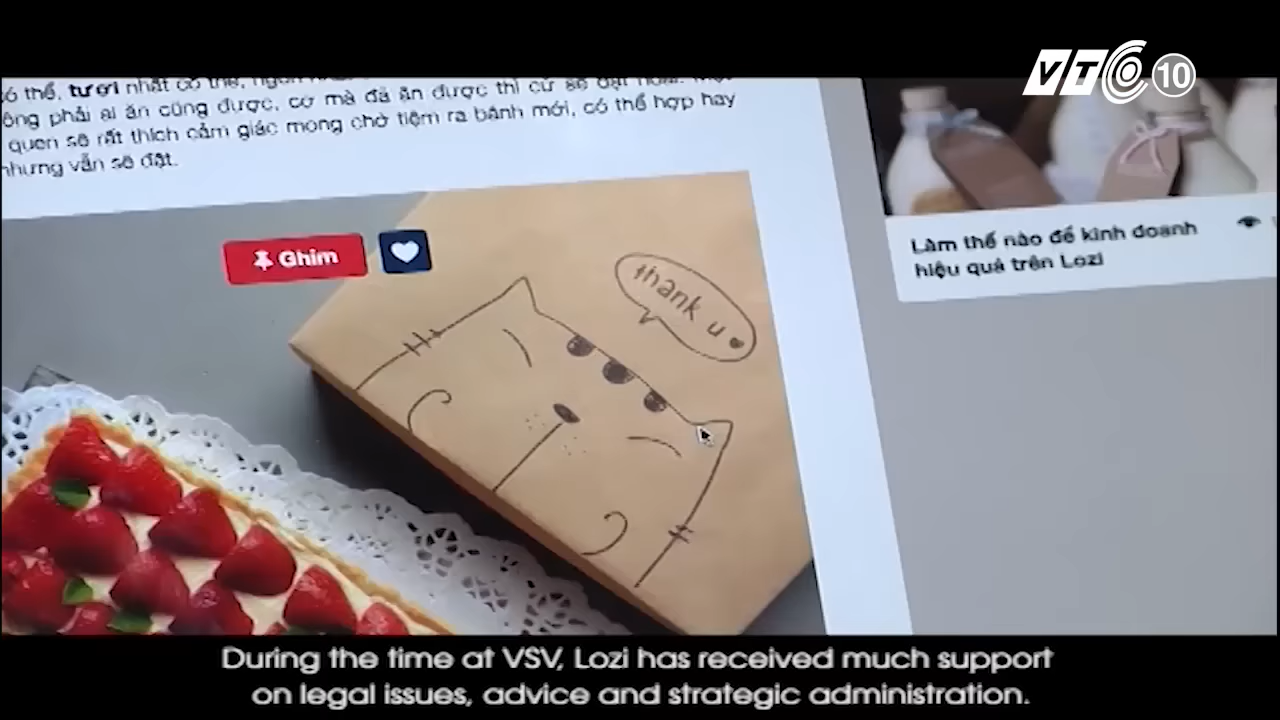 VTC 10
có thể, tươi nhất có thể,
ông phải ai ăn cũng được, cơ mà đã ăn được thì cứ sẽ đặt hoài.
quen sẽ rất thích cảm giác mong chờ tiệm ra bánh mới, có thể hợp hay
nhưng vẫn sẽ đặt.
Ghim
thank u
Làm thế nào để kinh doanh
hiệu quả trên Lozi
During the time at VSV, Lozi has received much support
on legal issues, advice and strategic administration.